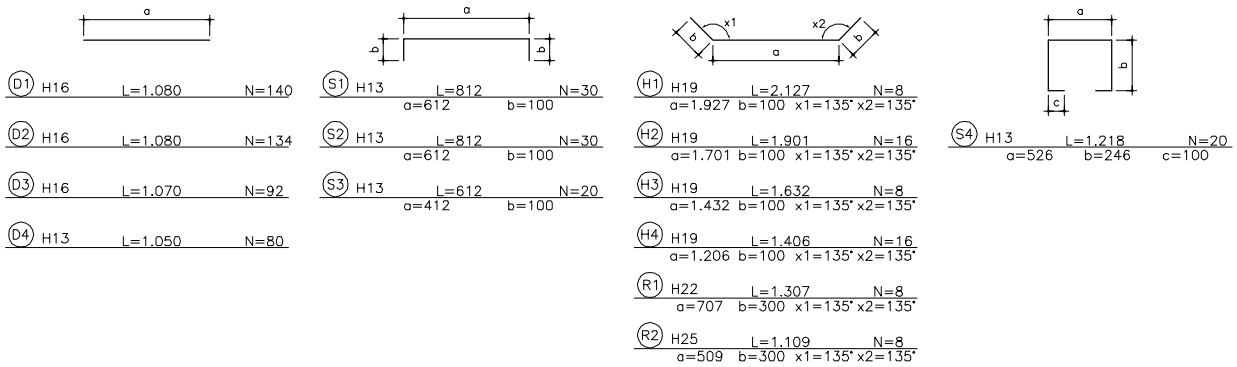 a
D1 H16 L=1.080 N=140
D2 H16 L=1.080 N=134
D3 H16 L=1.070 N=92
D4 H13 L=1.050 N=80
a
b b
S1 H13 L=812 N=30
a=612 b=100
S2 H13 L=812 N=30
a=612 b=100
S3 H13 L=612 N=20
a=412 b=100
x1 x2
b b
a
H1 H19 L=2.127 N=8
a=1.927 b=100 x1=135° x2=135°
H2 H19 L=1.901 N=16
a=1.701 b=100 x1=135° x2=135°
H3 H19 L=1.632 N=8
a=1.432 b=100 x1=135° x2=135°
H4 H19 L=1.406 N=16
a=1.206 b=100 x1=135° x2=135°
R1 H22 L=1.307 N=8
a=707 b=300 x1=135° x2=135°
R2 H25 L=1.109 N=8
a=509 b=300 x1=135° x2=135°
a
b
c
S4 H13 L=1.218 N=20
a=526 b=246 c=100